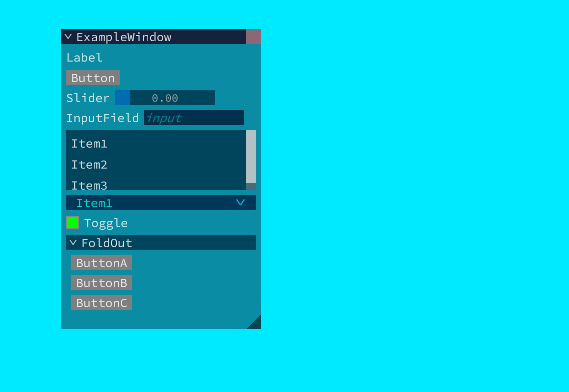 ExampleWindow
Label
Button
Slider 0.00
InputField input
Item1
Item2
Item3
Item1
Toggle
FoldOut
ButtonA
ButtonB
ButtonC